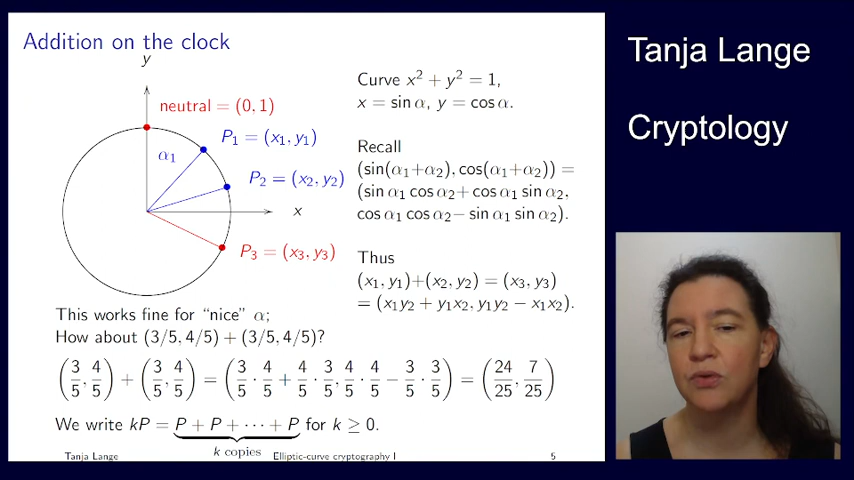 Addition on the clock
y
neutral = (0, 1)
P₁ = (x₁, y₁)
α₁
P₂ = (x₂, y₂)
x
P₃ = (x₃, y₃)
Curve x² + y² = 1,
x = sin α, y = cos α.
Recall
(sin(α₁+α₂), cos(α₁+α₂)) =
(sin α₁ cos α₂+ cos α₁ sin α₂,
cos α₁ cos α₂− sin α₁ sin α₂).
Thus
(x₁, y₁)+(x₂, y₂) = (x₃, y₃)
= (x₁y₂ + y₁x₂, y₁y₂ − x₁x₂).
This works fine for “nice” α;
How about (3/5, 4/5) + (3/5, 4/5)?
(3/5, 4/5) + (3/5, 4/5) = (3/5 · 4/5 + 4/5 · 3/5, 4/5 · 4/5 − 3/5 · 3/5) = (24/25, 7/25)
We write kP = P + P + ⋯ + P for k ≥ 0.
k copies
Tanja Lange Elliptic-curve cryptography I 5
Tanja Lange
Cryptology